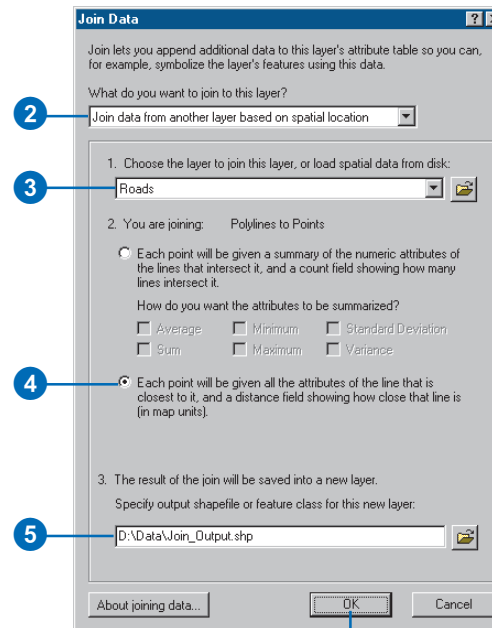 Join Data
?
Join lets you append additional data to this layer's attribute table so you can,
for example, symbolize the layer's features using this data.
What do you want to join to this layer?
2
Join data from another layer based on spatial location
1. Choose the layer to join this layer, or load spatial data from disk:
3
Roads
2. You are joining: Polylines to Points
Each point will be given a summary of the numeric attributes of
the lines that intersect it, and a count field showing how many
lines intersect it.
How do you want the attributes to be summarized?
Average Minimum Standard Deviation
Sum Maximum Variance
4
Each point will be given all the attributes of the line that is
closest to it, and a distance field showing how close that line is
(in map units).
3. The result of the join will be saved into a new layer.
Specify output shapefile or feature class for this new layer:
5
D:\Data\Join_Output.shp
About joining data... OK Cancel